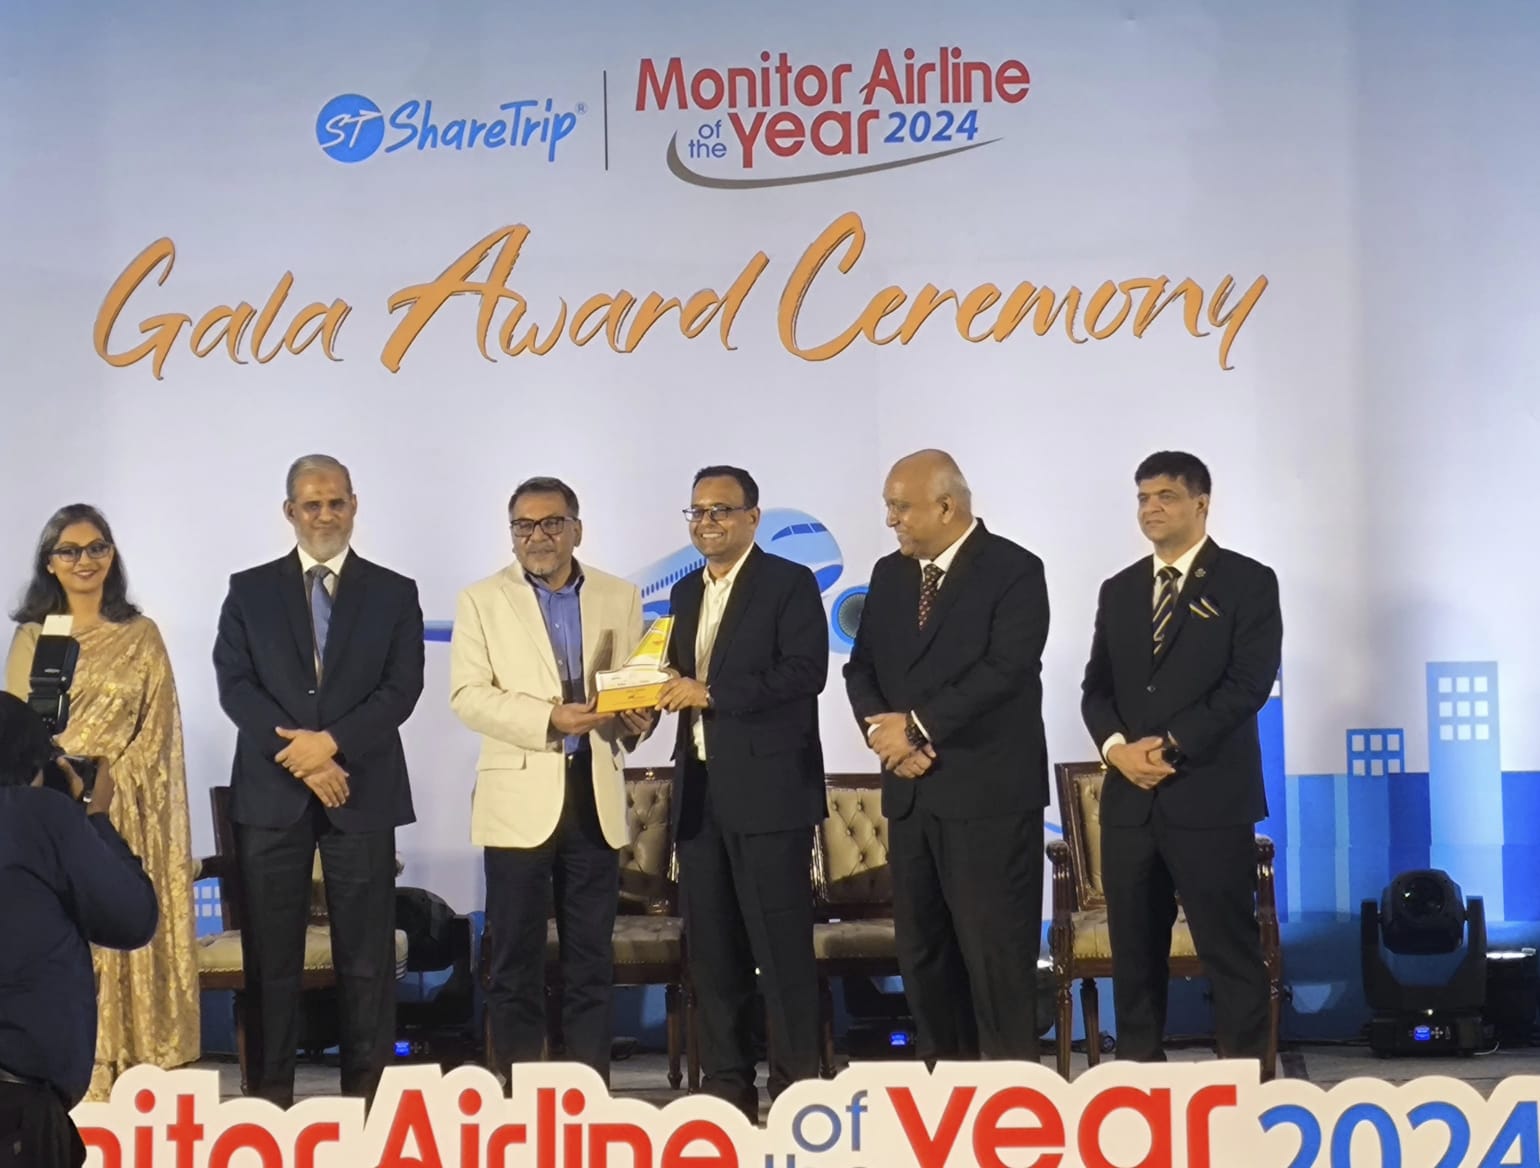 ST ShareTrip®
Monitor Airline
of the Year 2024
Gala Award Ceremony
nitor Airline of the Year 2024